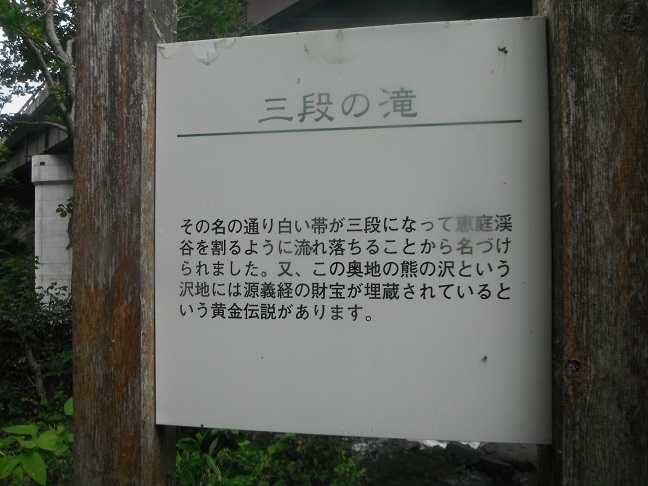 三段の滝
その名の通り白い帯が三段になって恵庭渓
谷を割るように流れ落ちることから名づけ
られました。又、この奥地の熊の沢という
沢地には源義経の財宝が埋蔵されていると
いう黄金伝説があります。